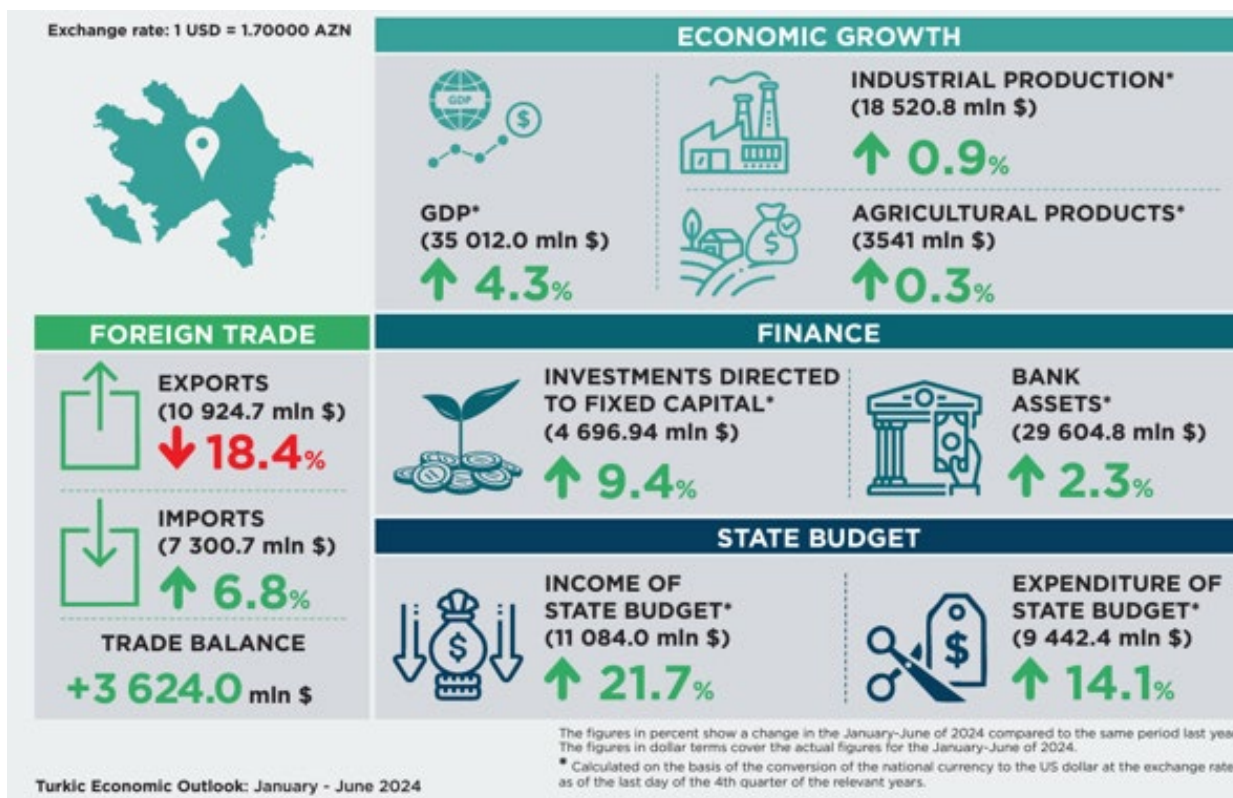 Exchange rate: 1 USD = 1.70000 AZN
ECONOMIC GROWTH
GDP
$
GDP*
(35 012.0 mln $)
4.3%
INDUSTRIAL PRODUCTION*
(18 520.8 mln $)
0.9%
$
AGRICULTURAL PRODUCTS*
(3541 mln $)
0.3%
FOREIGN TRADE
EXPORTS
(10 924.7 mln $)
18.4%
IMPORTS
(7 300.7 mln $)
6.8%
TRADE BALANCE
+3 624.0 mln $
FINANCE
INVESTMENTS DIRECTED
TO FIXED CAPITAL*
(4 696.94 mln $)
9.4%
BANK
ASSETS*
(29 604.8 mln $)
2.3%
STATE BUDGET
$
INCOME OF
STATE BUDGET*
(11 084.0 mln $)
21.7%
$
EXPENDITURE OF
STATE BUDGET*
(9 442.4 mln $)
14.1%
The figures in percent show a change in the January-June of 2024 compared to the same period last yea
The figures in dollar terms cover the actual figures for the January-June of 2024.
* Calculated on the basis of the conversion of the national currency to the US dollar at the exchange rate
as of the last day of the 4th quarter of the relevant years.
Turkic Economic Outlook: January - June 2024